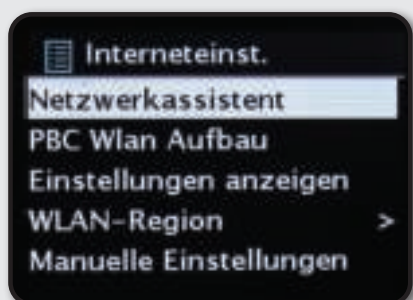 Interneteinst.
Netzwerkassistent
PBC Wlan Aufbau
Einstellungen anzeigen
WLAN-Region >
Manuelle Einstellungen